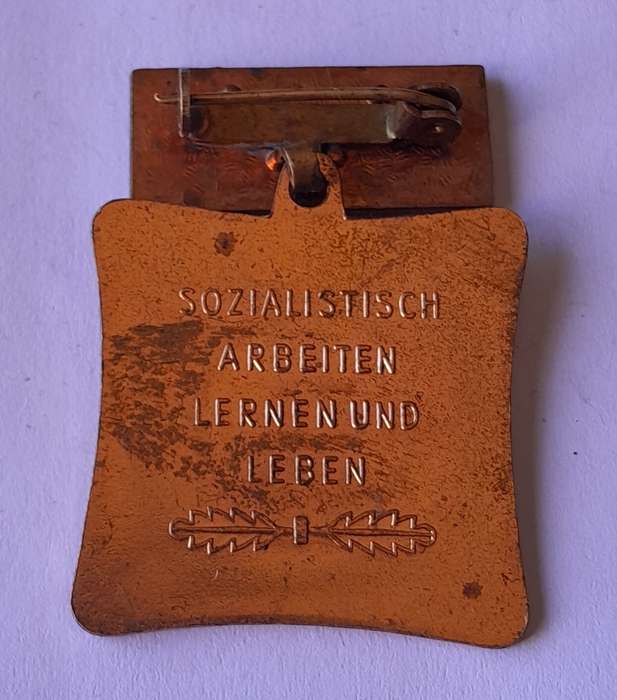 SOZIALISTISCH
ARBEITEN
LERNEN UND
LEBEN